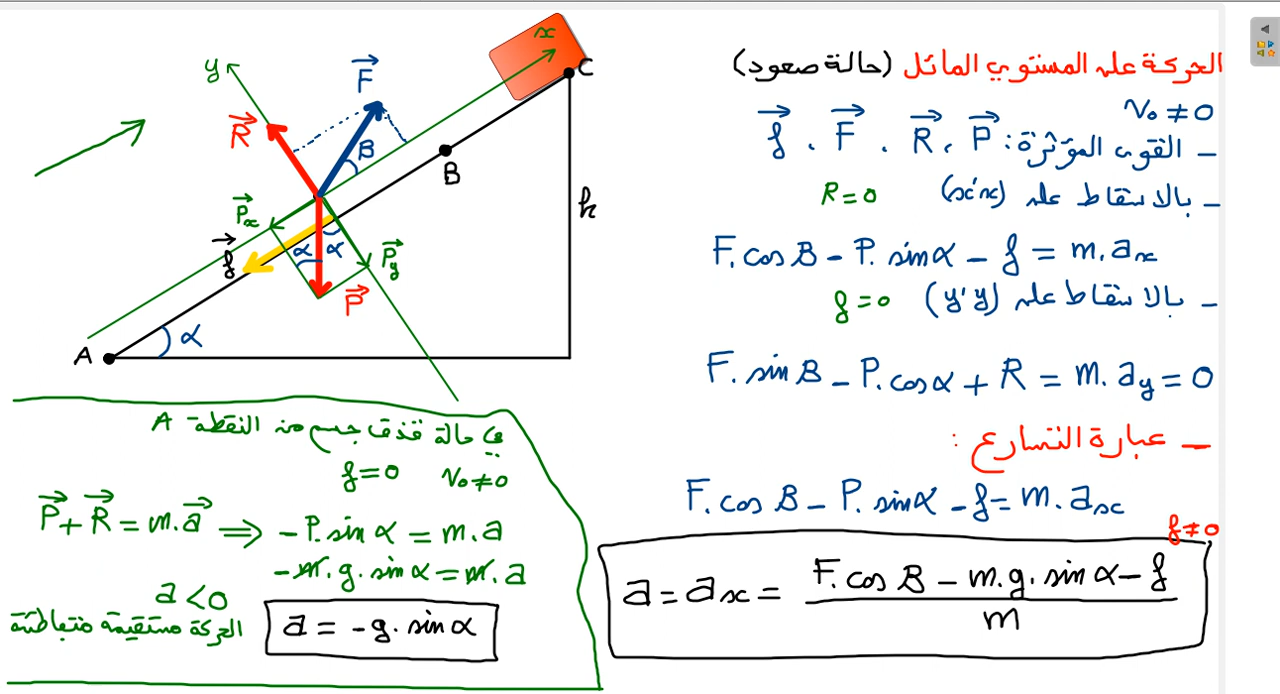 الحركة على المستوي المائل (حالة صعود)
V₀ ≠ 0
– القوى المؤثرة: P⃗ . R⃗ . F⃗ . f⃗
– بالاسقاط على (x'x) R = 0
F. cos B – P. sin α – f = m. aₓ
– بالاسقاط على (y'y) f = 0
F. sin B – P. cos α + R = m. a_y = 0
– عبارة التسارع :
F. cos B – P. sin α – f = m. aₓ
f ≠ 0
a = aₓ = (F. cos B – m. g. sin α – f) / m
y
x
F⃗
R⃗
B
C
B
h
P⃗ₓ
f⃗
α
α
P⃗_y
P⃗
A
α
في حالة قذف جسم من النقطة A
f = 0 V₀ ≠ 0
P⃗ + R⃗ = m. a⃗ ⇒ – P. sin α = m. a
– m. g. sin α = m. a
a < 0
الحركة مستقيمة متباطئة
a = – g. sin α